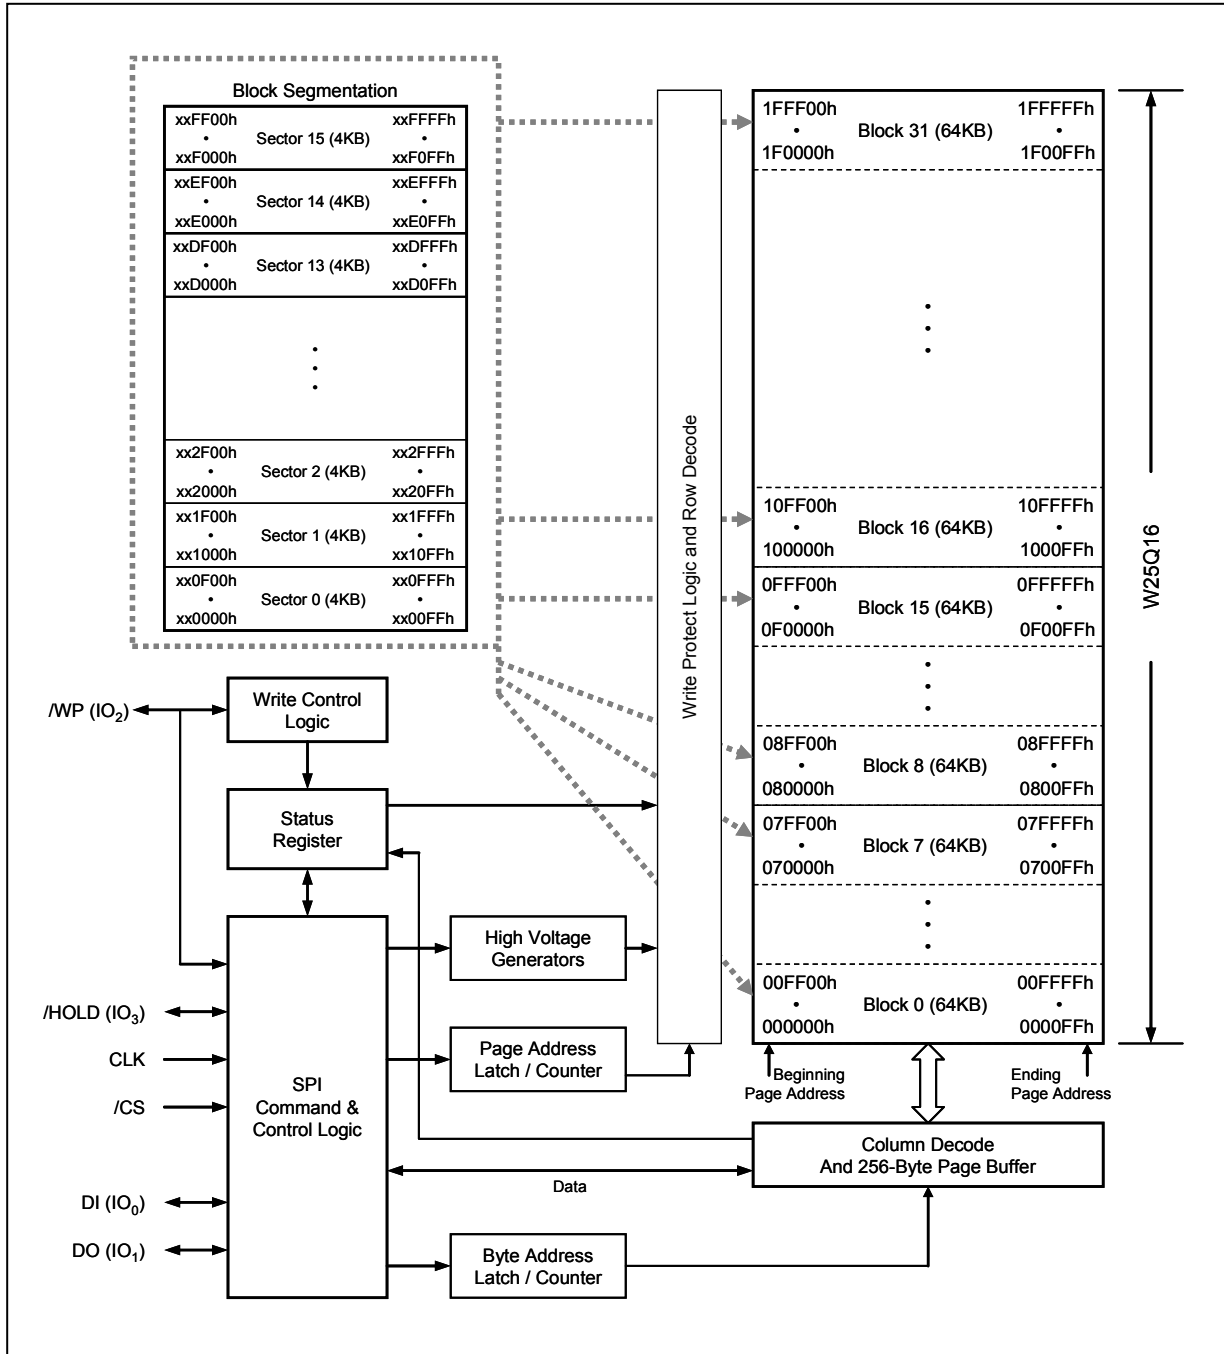 Block Segmentation
xxFF00h xxFFFFh
• Sector 15 (4KB) •
xxF000h xxF0FFh
xxEF00h xxEFFFh
• Sector 14 (4KB) •
xxE000h xxE0FFh
xxDF00h xxDFFFh
• Sector 13 (4KB) •
xxD000h xxD0FFh
xx2F00h xx2FFFh
• Sector 2 (4KB) •
xx2000h xx20FFh
xx1F00h xx1FFFh
• Sector 1 (4KB) •
xx1000h xx10FFh
xx0F00h xx0FFFh
• Sector 0 (4KB) •
xx0000h xx00FFh
Write Protect Logic and Row Decode
1FFF00h 1FFFFFh
• Block 31 (64KB) •
1F0000h 1F00FFh
10FF00h 10FFFFh
• Block 16 (64KB) •
100000h 1000FFh
0FFF00h 0FFFFFh
• Block 15 (64KB) •
0F0000h 0F00FFh
08FF00h 08FFFFh
• Block 8 (64KB) •
080000h 0800FFh
07FF00h 07FFFFh
• Block 7 (64KB) •
070000h 0700FFh
00FF00h 00FFFFh
• Block 0 (64KB) •
000000h 0000FFh
W25Q16
Beginning
Page Address
Ending
Page Address
/WP (IO2)
Write Control
Logic
Status
Register
High Voltage
Generators
/HOLD (IO3)
CLK
/CS
DI (IO0)
DO (IO1)
SPI
Command &
Control Logic
Page Address
Latch / Counter
Column Decode
And 256-Byte Page Buffer
Data
Byte Address
Latch / Counter